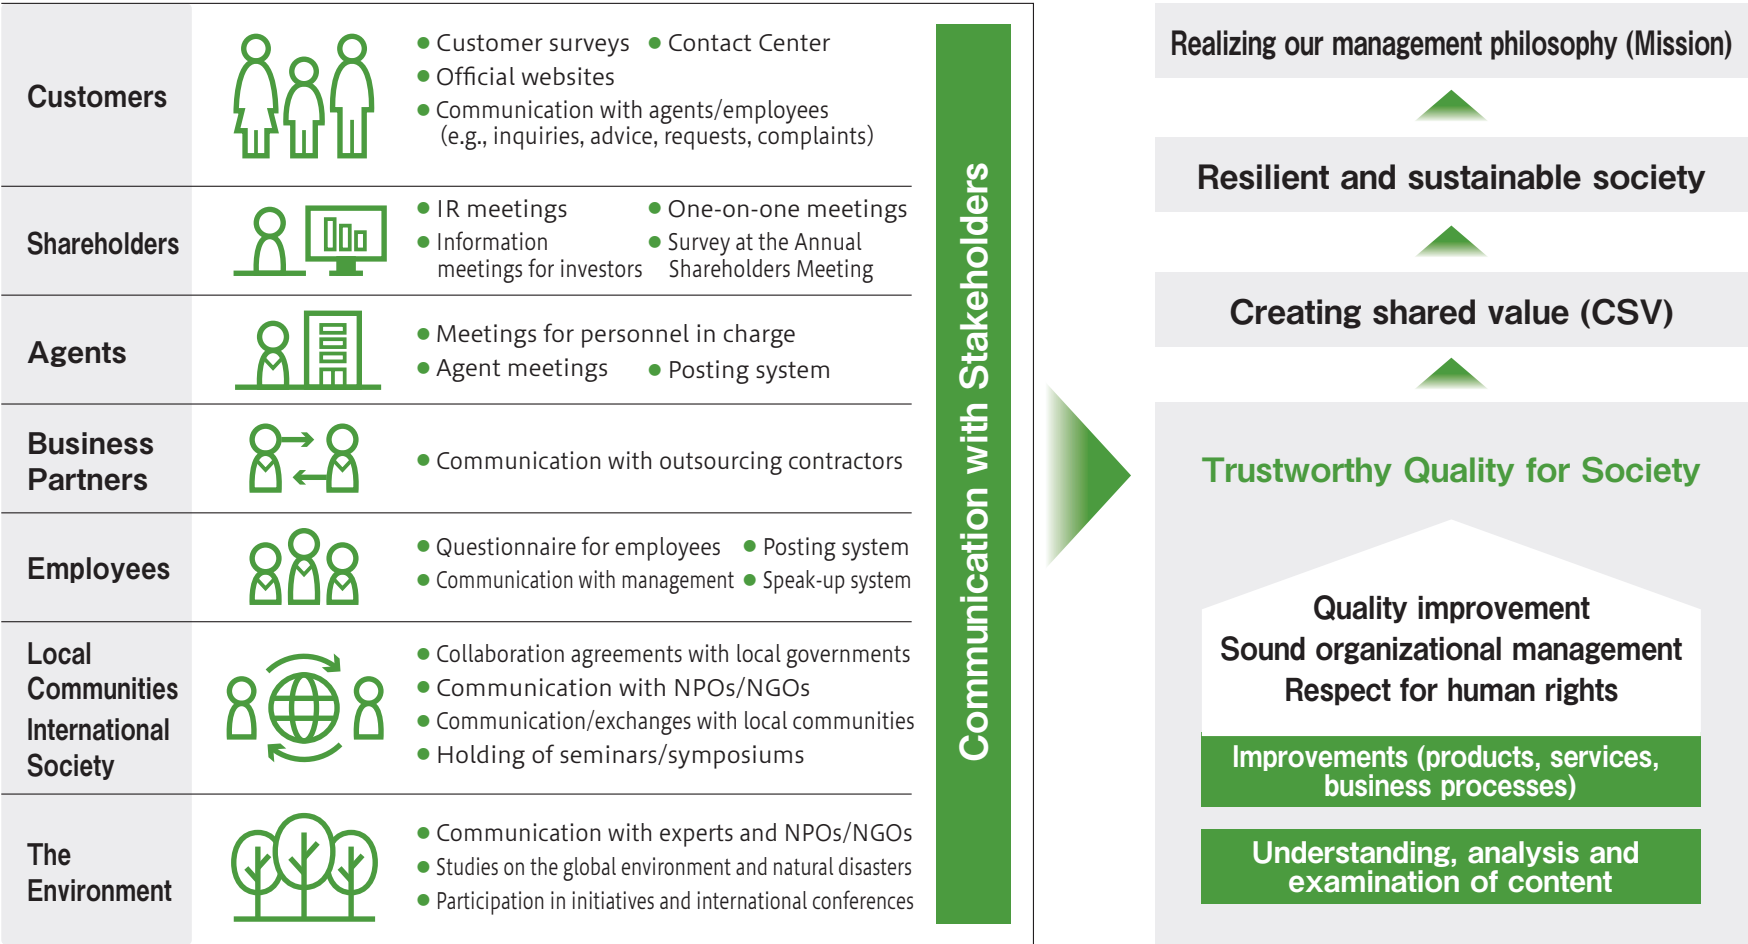 Customers
● Customer surveys ● Contact Center
● Official websites
● Communication with agents/employees
(e.g., inquiries, advice, requests, complaints)
Shareholders
● IR meetings ● One-on-one meetings
● Information ● Survey at the Annual
meetings for investors Shareholders Meeting
Agents
● Meetings for personnel in charge
● Agent meetings ● Posting system
Business
Partners
● Communication with outsourcing contractors
Employees
● Questionnaire for employees ● Posting system
● Communication with management ● Speak-up system
Local
Communities
International
Society
● Collaboration agreements with local governments
● Communication with NPOs/NGOs
● Communication/exchanges with local communities
● Holding of seminars/symposiums
The
Environment
● Communication with experts and NPOs/NGOs
● Studies on the global environment and natural disasters
● Participation in initiatives and international conferences
Communication with Stakeholders
Realizing our management philosophy (Mission)
Resilient and sustainable society
Creating shared value (CSV)
Trustworthy Quality for Society
Quality improvement
Sound organizational management
Respect for human rights
Improvements (products, services,
business processes)
Understanding, analysis and
examination of content